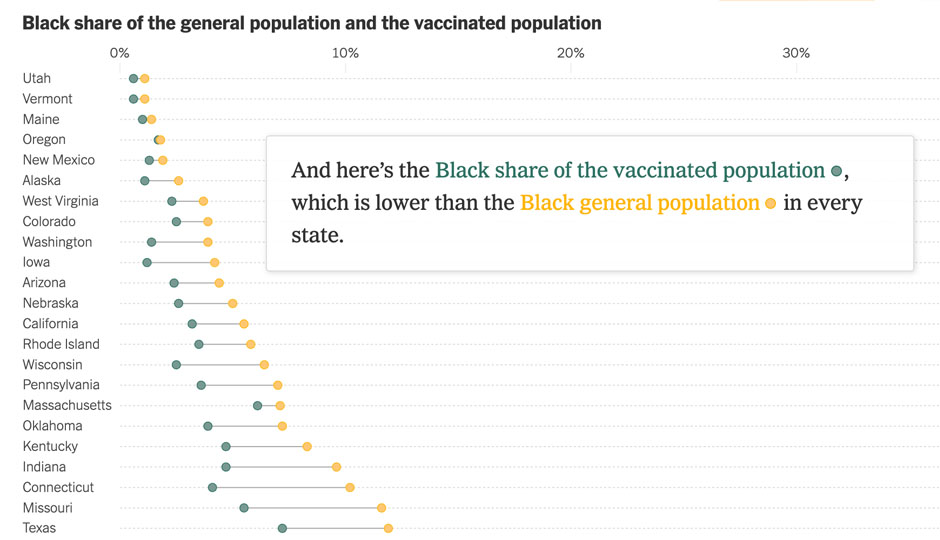 Black share of the general population and the vaccinated population
0% 10% 20% 30%
Utah
Vermont
Maine
Oregon
New Mexico
Alaska
West Virginia
Colorado
Washington
Iowa
Arizona
Nebraska
California
Rhode Island
Wisconsin
Pennsylvania
Massachusetts
Oklahoma
Kentucky
Indiana
Connecticut
Missouri
Texas
And here’s the Black share of the vaccinated population ,
which is lower than the Black general population in every
state.